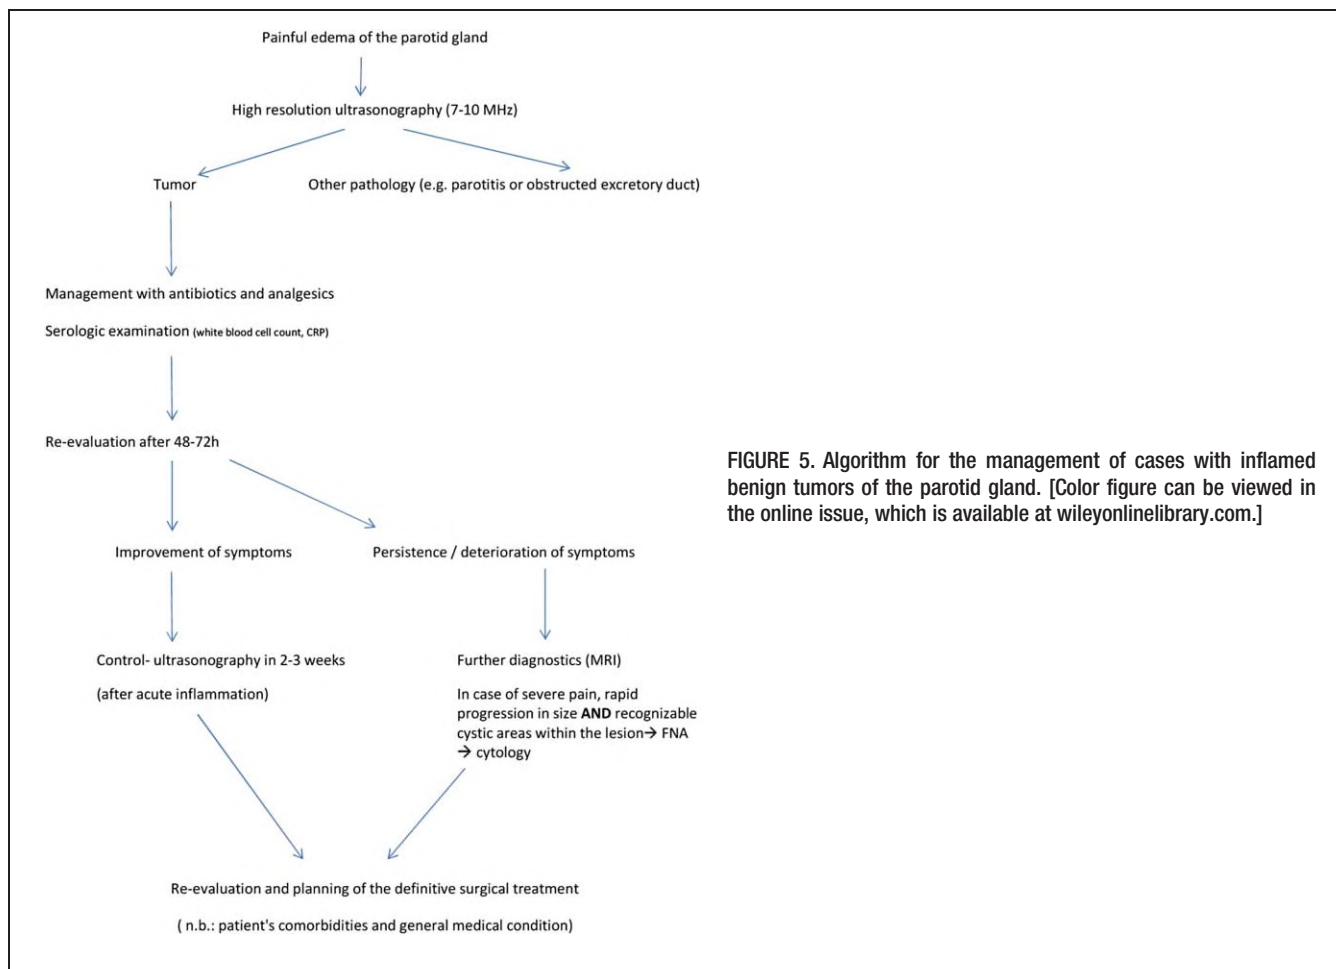 Painful edema of the parotid gland
High resolution ultrasonography (7-10 MHz)
Tumor
Other pathology (e.g. parotitis or obstructed excretory duct)
Management with antibiotics and analgesics
Serologic examination (white blood cell count, CRP)
Re-evaluation after 48-72h
Improvement of symptoms
Persistence / deterioration of symptoms
Control- ultrasonography in 2-3 weeks
(after acute inflammation)
Further diagnostics (MRI)
In case of severe pain, rapid
progression in size AND recognizable
cystic areas within the lesion→ FNA
→ cytology
Re-evaluation and planning of the definitive surgical treatment
( n.b.: patient's comorbidities and general medical condition)
FIGURE 5. Algorithm for the management of cases with inflamed
benign tumors of the parotid gland. [Color figure can be viewed in
the online issue, which is available at wileyonlinelibrary.com.]